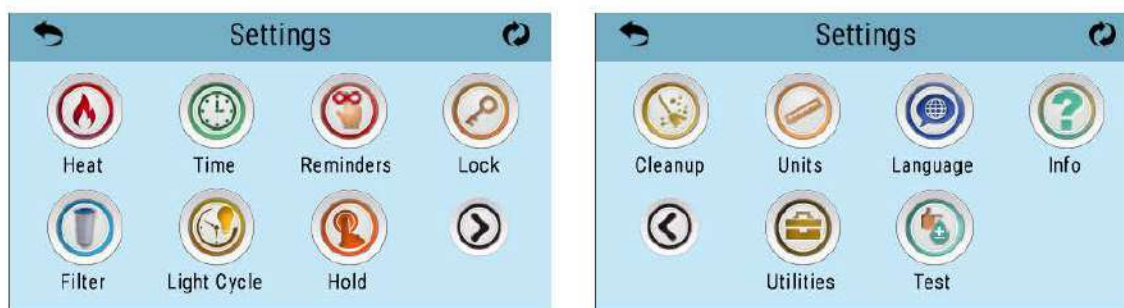 Settings
Heat Time Reminders Lock
Filter Light Cycle Hold
Settings
Cleanup Units Language Info
Utilities Test